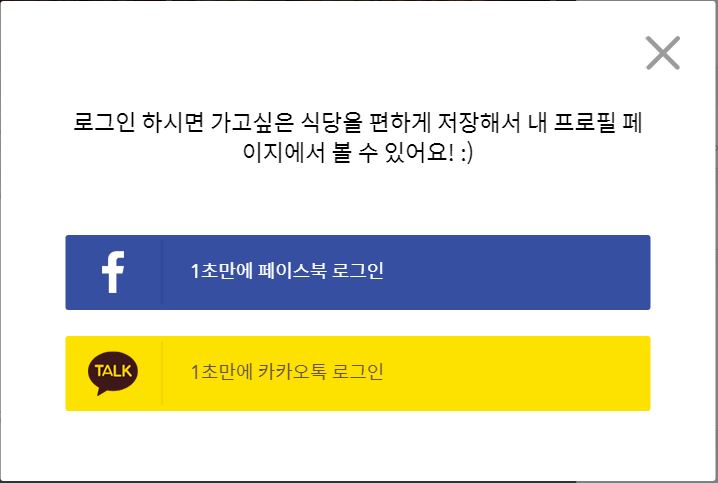 로그인 하시면 가고싶은 식당을 편하게 저장해서 내 프로필 페
이지에서 볼 수 있어요! :)
1초만에 페이스북 로그인
TALK
1초만에 카카오톡 로그인